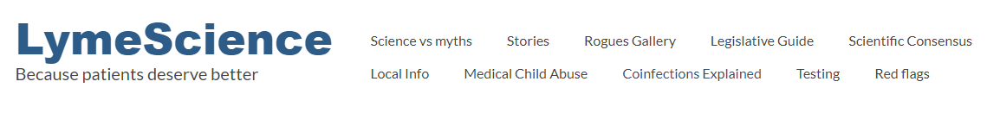 LymeScience
Because patients deserve better
Science vs myths Stories Rogues Gallery Legislative Guide Scientific Consensus
Local Info Medical Child Abuse Coinfections Explained Testing Red flags